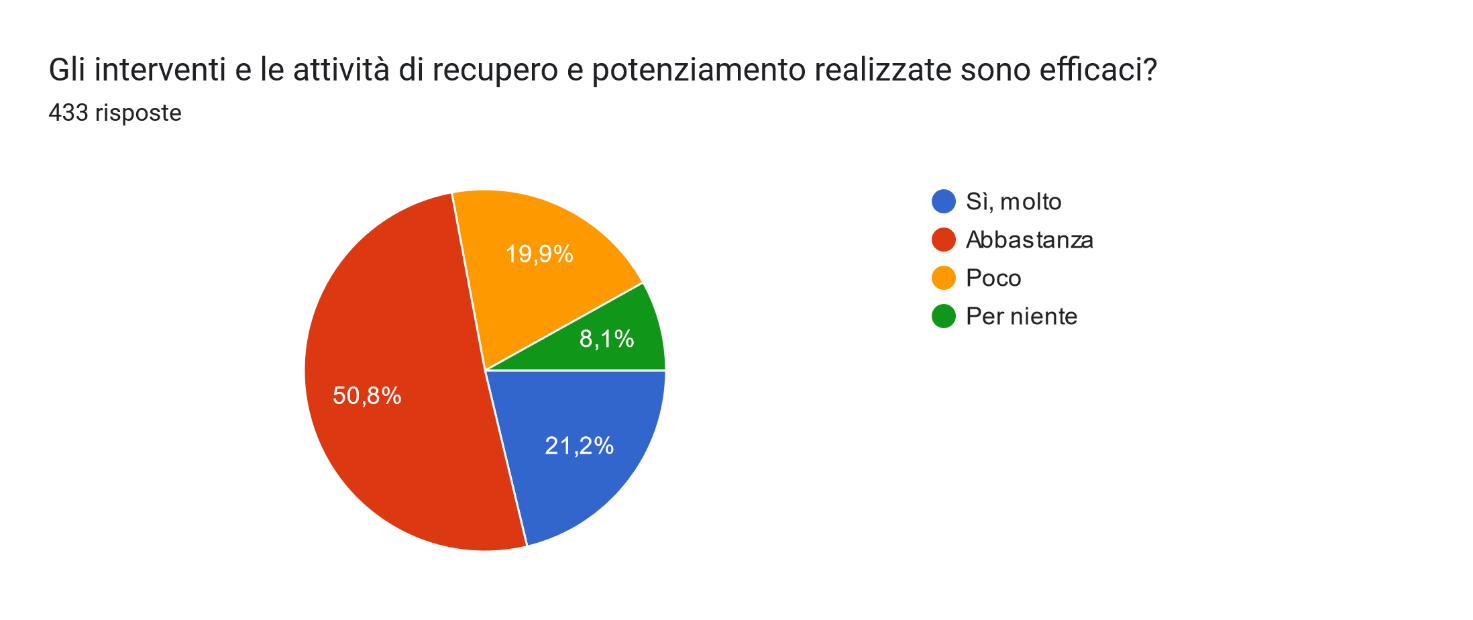 Gli interventi e le attività di recupero e potenziamento realizzate sono efficaci?
433 risposte
Sì, molto
Abbastanza
Poco
Per niente
19,9%
8,1%
50,8%
21,2%